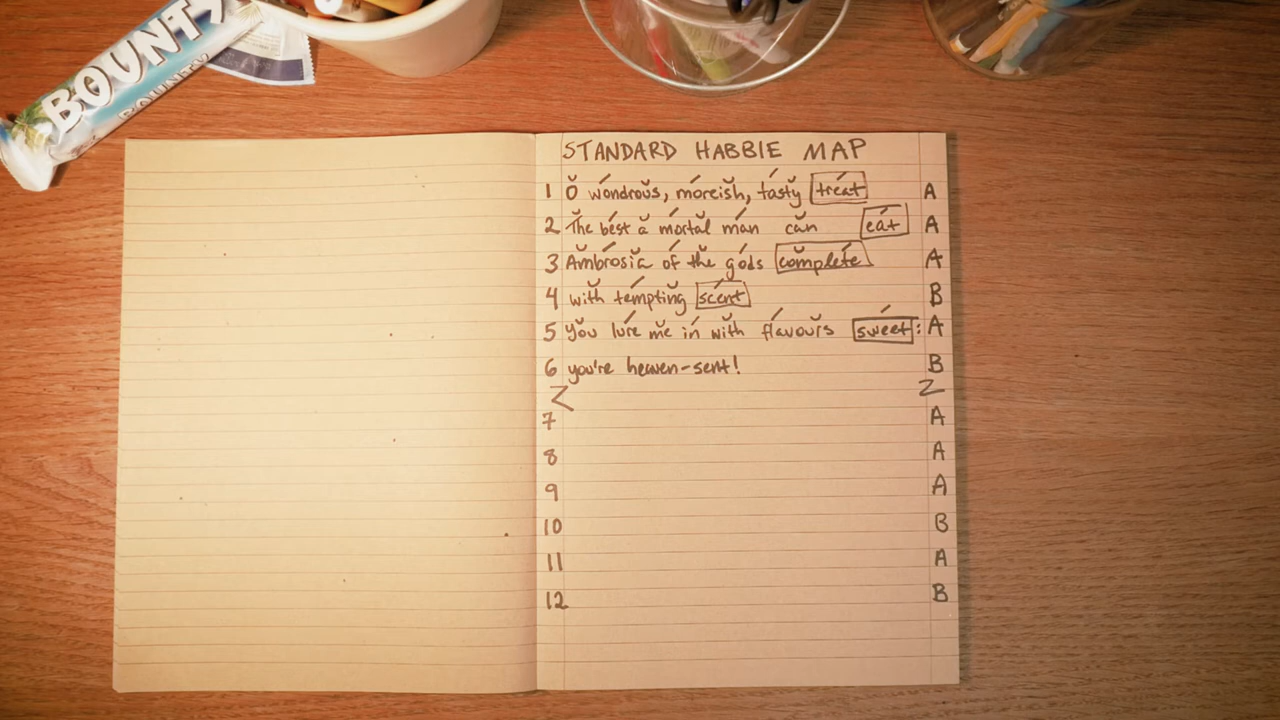 BOUNTY
BOUNTY
STANDARD HABBIE MAP
1 O wondrous, moreish, tasty treat A
2 The best a mortal man can eat A
3 Ambrosia of the gods complete A
4 with tempting scent B
5 you lure me in with flavours sweet: A
6 you're heaven-sent! B
7 A
8 A
9 A
10 B
11 A
12 B